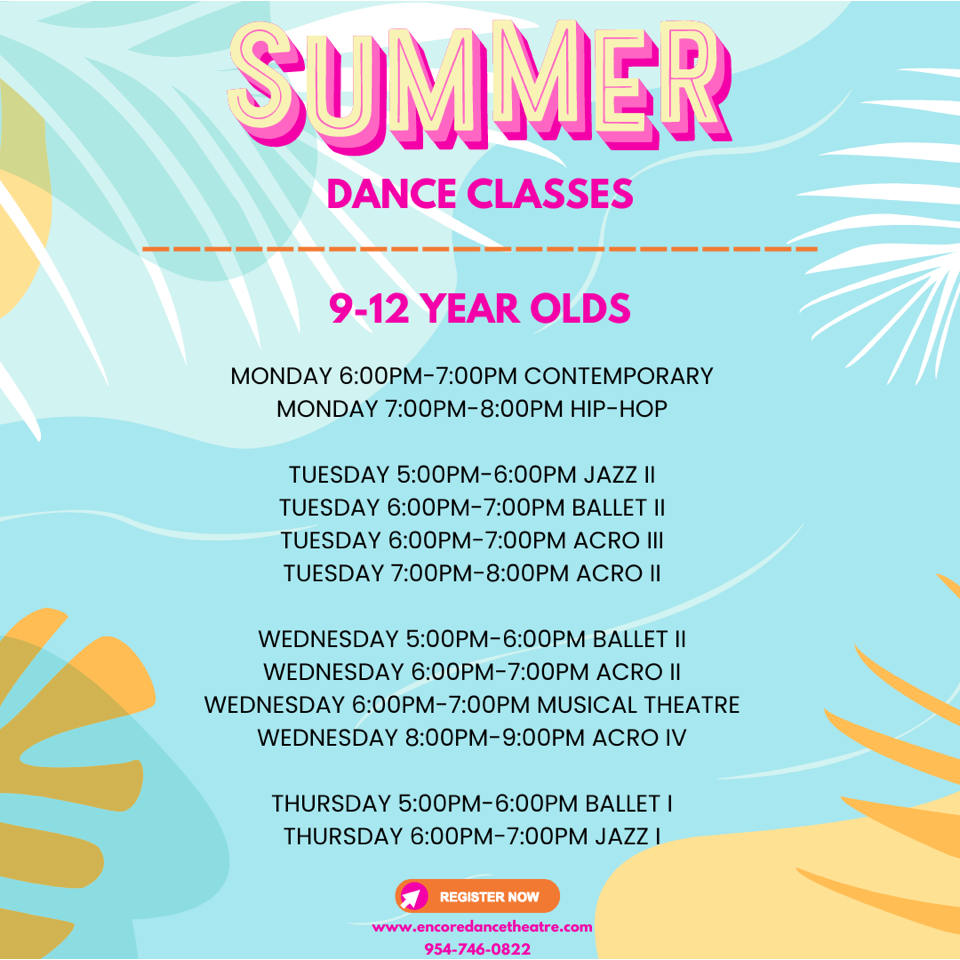 SUMMER
DANCE CLASSES
9-12 YEAR OLDS
MONDAY 6:00PM-7:00PM CONTEMPORARY
MONDAY 7:00PM-8:00PM HIP-HOP
TUESDAY 5:00PM-6:00PM JAZZ II
TUESDAY 6:00PM-7:00PM BALLET II
TUESDAY 6:00PM-7:00PM ACRO III
TUESDAY 7:00PM-8:00PM ACRO II
WEDNESDAY 5:00PM-6:00PM BALLET II
WEDNESDAY 6:00PM-7:00PM ACRO II
WEDNESDAY 6:00PM-7:00PM MUSICAL THEATRE
WEDNESDAY 8:00PM-9:00PM ACRO IV
THURSDAY 5:00PM-6:00PM BALLET I
THURSDAY 6:00PM-7:00PM JAZZ I
REGISTER NOW
www.encoredancetheatre.com
954-746-0822